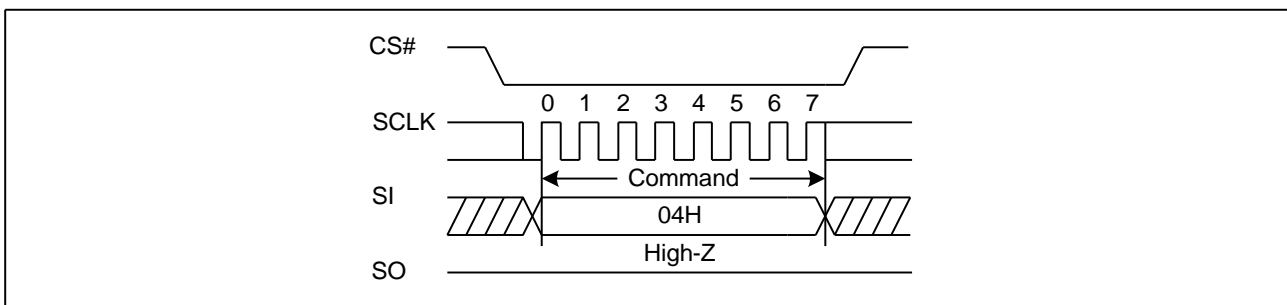 CS#
0 1 2 3 4 5 6 7
SCLK
Command
SI
04H
High-Z
SO